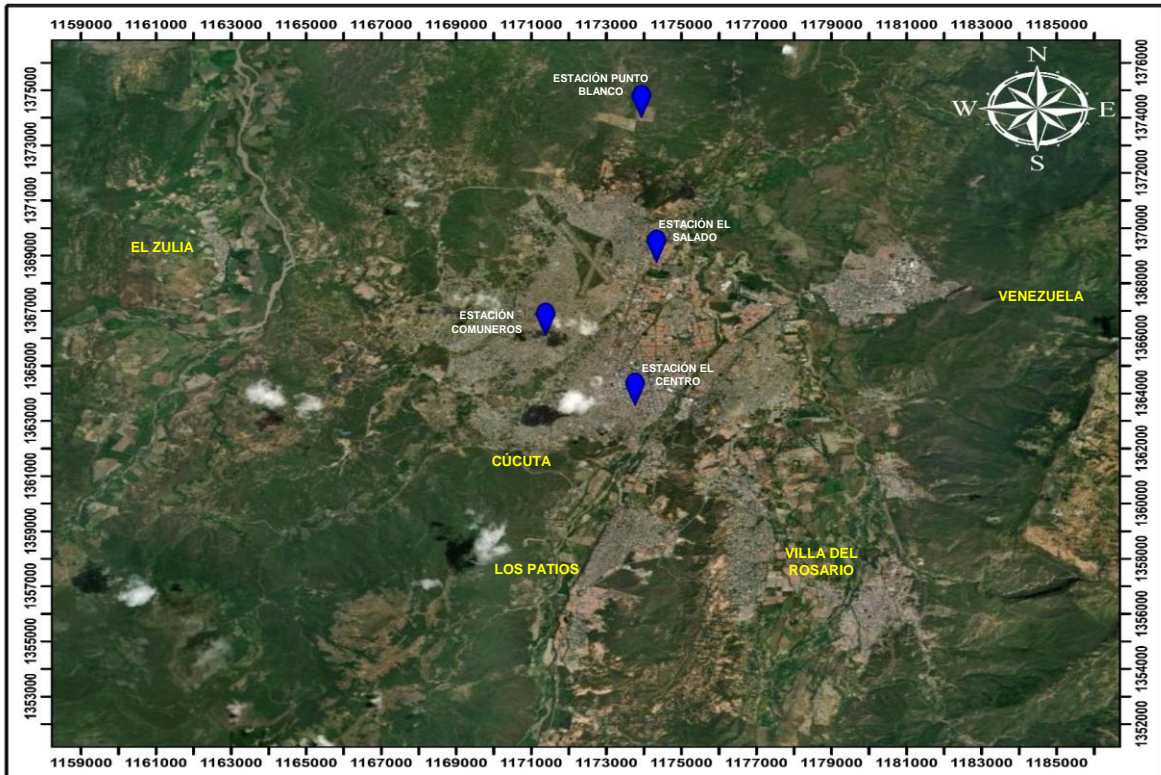 1159000 1161000 1163000 1165000 1167000 1169000 1171000 1173000 1175000 1177000 1179000 1181000 1183000 1185000
N
W E
S
ESTACIÓN PUNTO
BLANCO
ESTACIÓN EL
SALADO
EL ZULIA
VENEZUELA
ESTACIÓN
COMUNEROS
ESTACIÓN EL
CENTRO
CÚCUTA
LOS PATIOS
VILLA DEL
ROSARIO
1375000
1373000
1371000
1369000
1367000
1365000
1363000
1361000
1359000
1357000
1355000
1353000
1376000
1374000
1372000
1370000
1368000
1366000
1364000
1362000
1360000
1358000
1356000
1354000
1352000
1159000 1161000 1163000 1165000 1167000 1169000 1171000 1173000 1175000 1177000 1179000 1181000 1183000 1185000